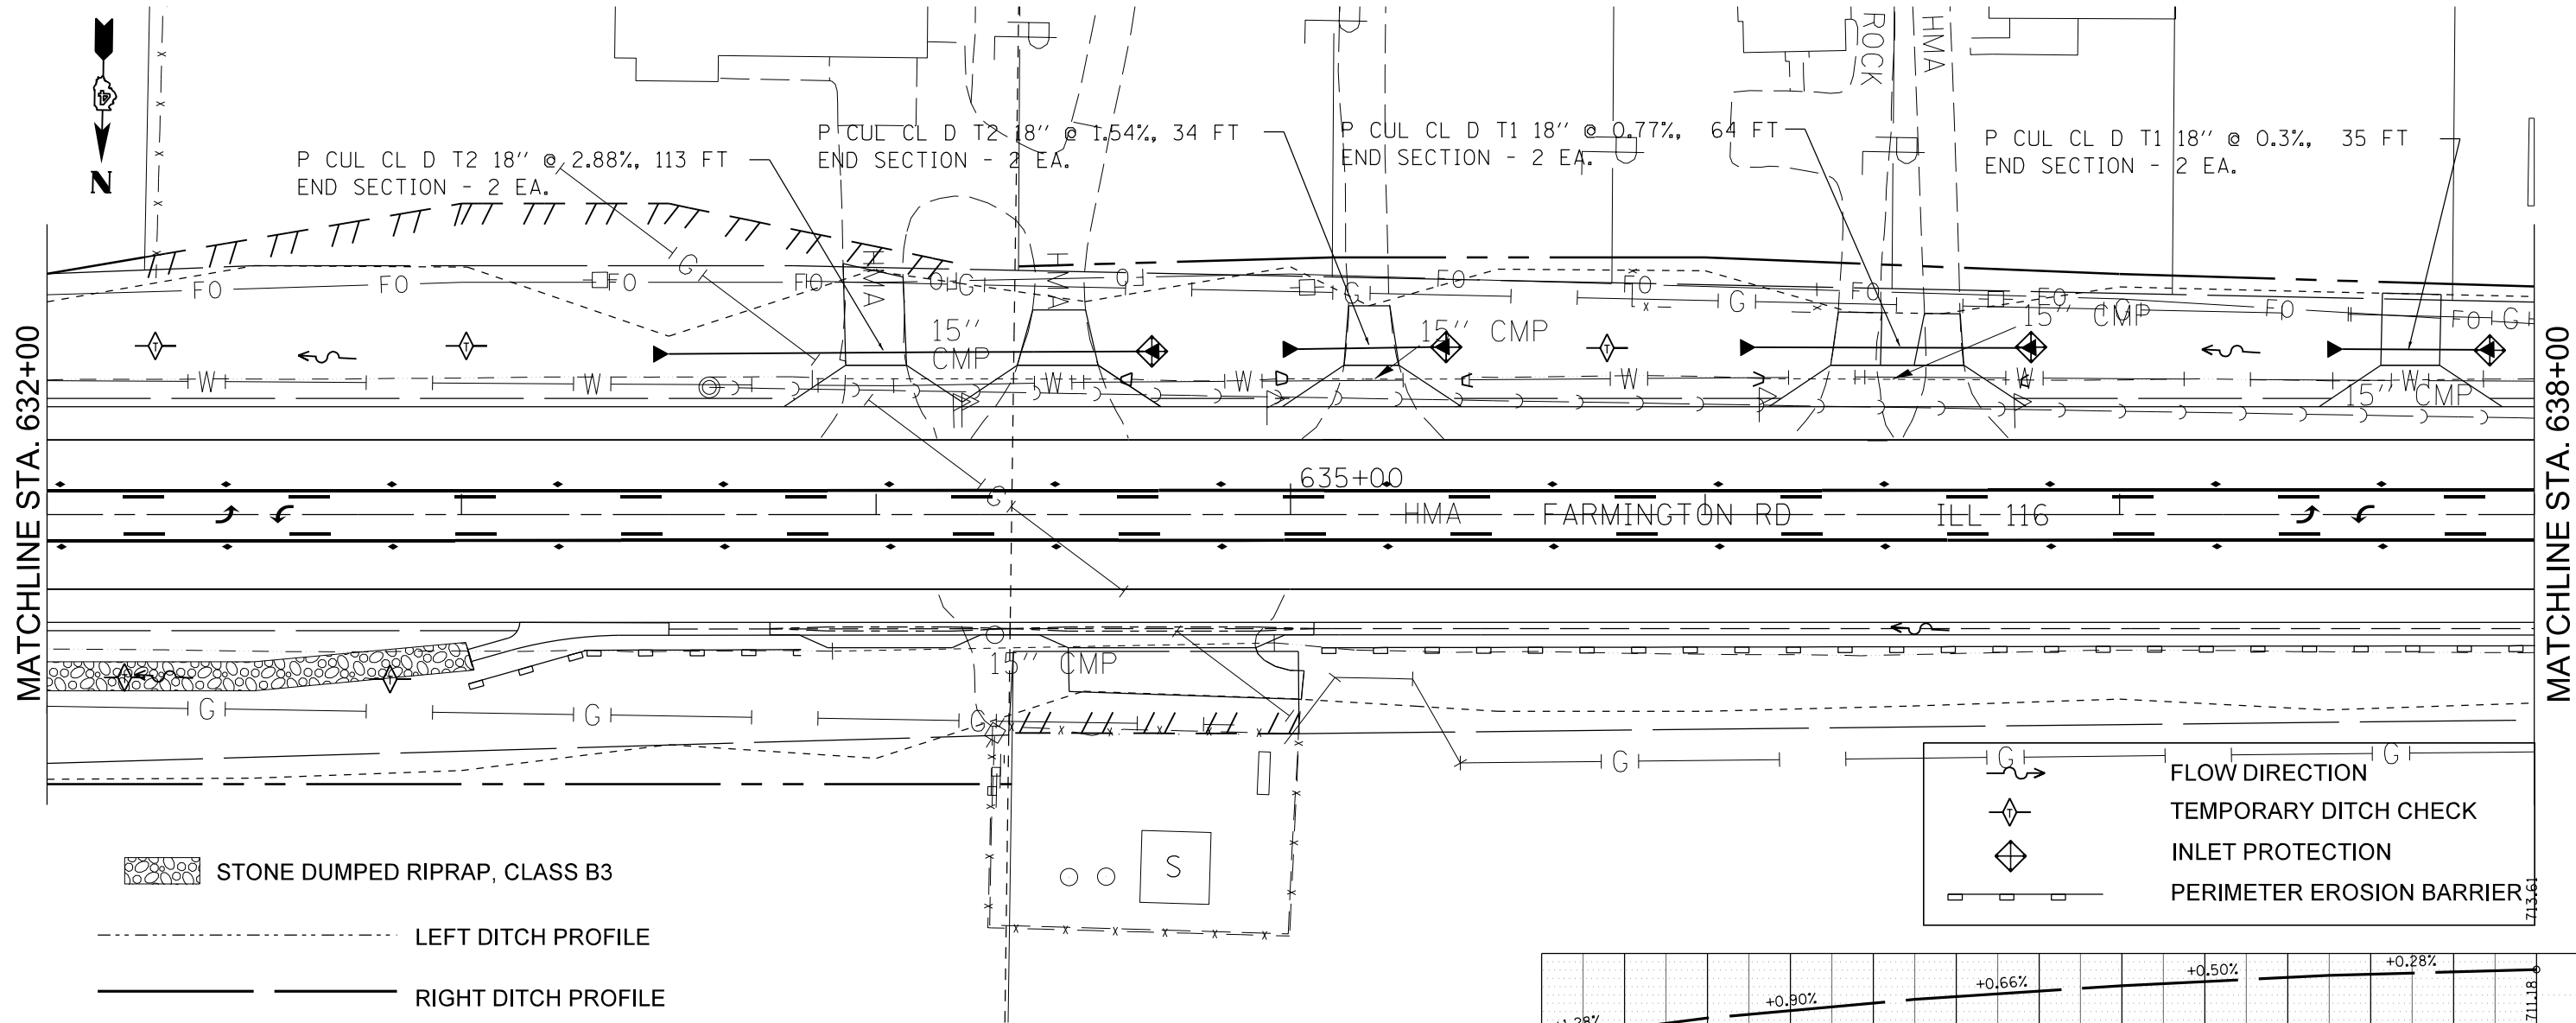 N
ROCK
HMA
P CUL CL D T2 18'' @ 2.88%, 113 FT
END SECTION - 2 EA.
P CUL CL D T2 18'' @ 1.54%, 34 FT
END SECTION - 2 EA.
P CUL CL D T1 18'' @ 0.77%, 64 FT
END SECTION - 2 EA.
P CUL CL D T1 18'' @ 0.3%, 35 FT
END SECTION - 2 EA.
FO FO FO FO FO G FO G FO G FO FO G FO FO G
HMA
15'' CMP
15'' CMP
15'' CMP
15'' CMP
W W W W W W W
MATCHLINE STA. 632+00
MATCHLINE STA. 638+00
635+00
HMA FARMINGTON RD ILL 116
15'' CMP
G G G G G G
S
FLOW DIRECTION
TEMPORARY DITCH CHECK
INLET PROTECTION
PERIMETER EROSION BARRIER
STONE DUMPED RIPRAP, CLASS B3
LEFT DITCH PROFILE
RIGHT DITCH PROFILE
713.61
+0.90%
+0.66%
+0.50%
+0.28%
711.18